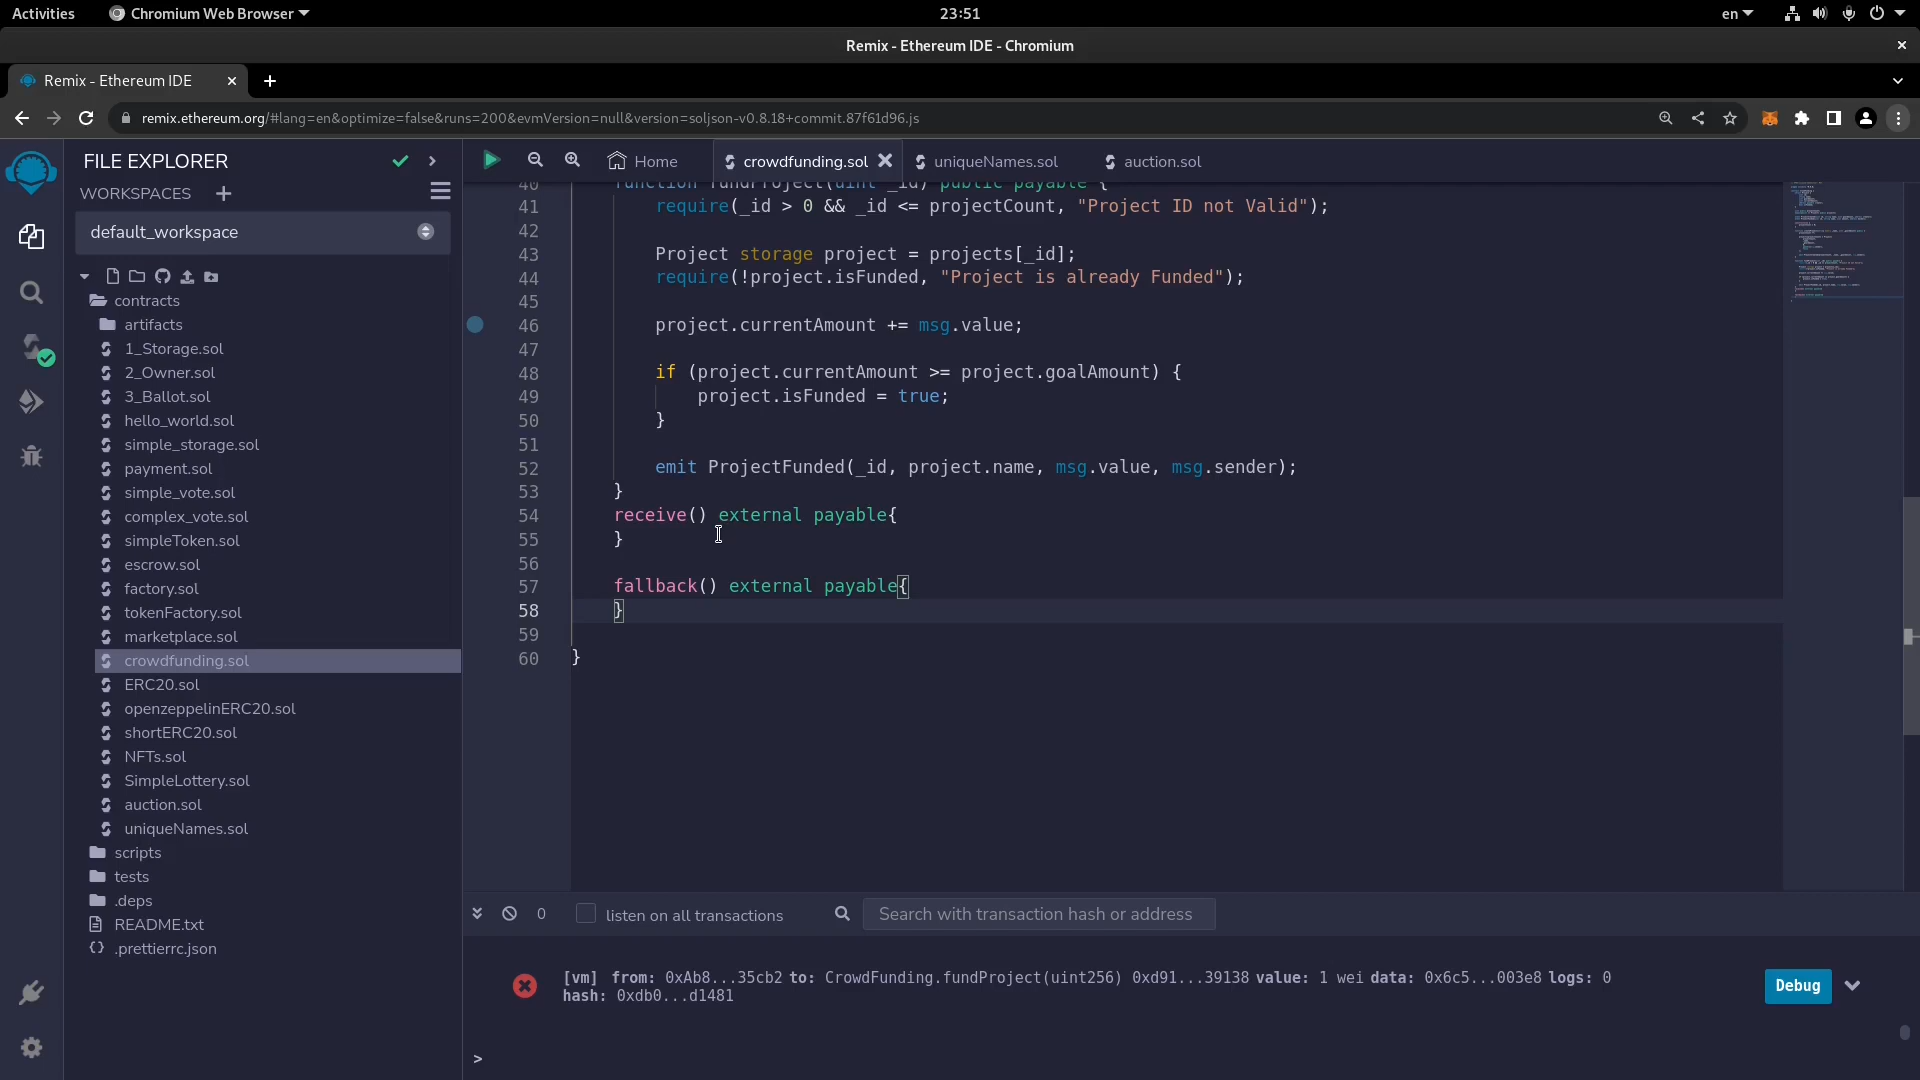 Activities
Chromium Web Browser
23:51
en
Remix - Ethereum IDE - Chromium
Remix - Ethereum IDE
remix.ethereum.org/#lang=en&optimize=false&runs=200&evmVersion=null&version=soljson-v0.8.18+commit.87f61d96.js
FILE EXPLORER
WORKSPACES
default_workspace
contracts
artifacts
1_Storage.sol
2_Owner.sol
3_Ballot.sol
hello_world.sol
simple_storage.sol
payment.sol
simple_vote.sol
complex_vote.sol
simpleToken.sol
escrow.sol
factory.sol
tokenFactory.sol
marketplace.sol
crowdfunding.sol
ERC20.sol
openzeppelinERC20.sol
shortERC20.sol
NFTs.sol
SimpleLottery.sol
auction.sol
uniqueNames.sol
scripts
tests
.deps
README.txt
.prettierrc.json
Home
crowdfunding.sol
uniqueNames.sol
auction.sol
40 function fundProject(uint _id) public payable {
41 require(_id > 0 && _id <= projectCount, "Project ID not Valid");
42
43 Project storage project = projects[_id];
44 require(!project.isFunded, "Project is already Funded");
45
46 project.currentAmount += msg.value;
47
48 if (project.currentAmount >= project.goalAmount) {
49 project.isFunded = true;
50 }
51
52 emit ProjectFunded(_id, project.name, msg.value, msg.sender);
53 }
54 receive() external payable{
55 }
56
57 fallback() external payable{
58 }
59
60 }
0
listen on all transactions
Search with transaction hash or address
[vm] from: 0xAb8...35cb2 to: CrowdFunding.fundProject(uint256) 0xd91...39138 value: 1 wei data: 0x6c5...003e8 logs: 0
hash: 0xdb0...d1481
Debug
>